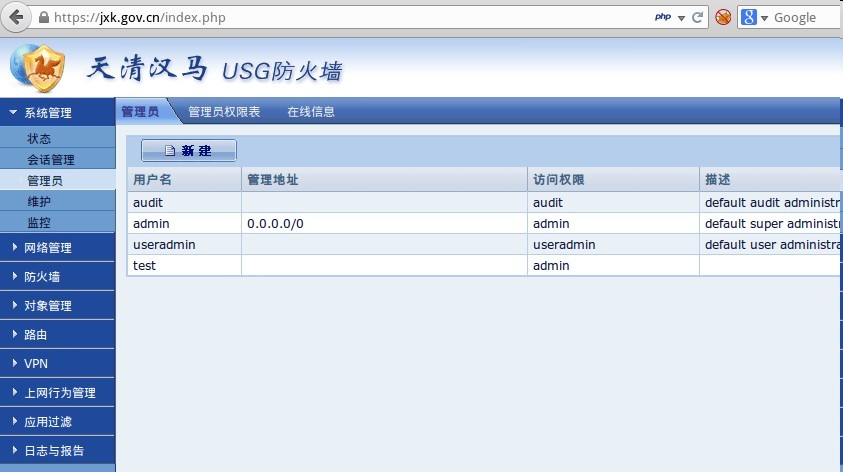 https://jxk.gov.cn/index.php php Google
天清汉马 USG防火墙
系统管理 管理员 管理员权限表 在线信息
状态
会话管理
管理员
维护
监控
网络管理
防火墙
对象管理
路由
VPN
上网行为管理
应用过滤
日志与报告
新建
用户名 管理地址 访问权限 描述
audit audit default audit administr
admin 0.0.0.0/0 admin default super administ
useradmin useradmin default user administra
test admin